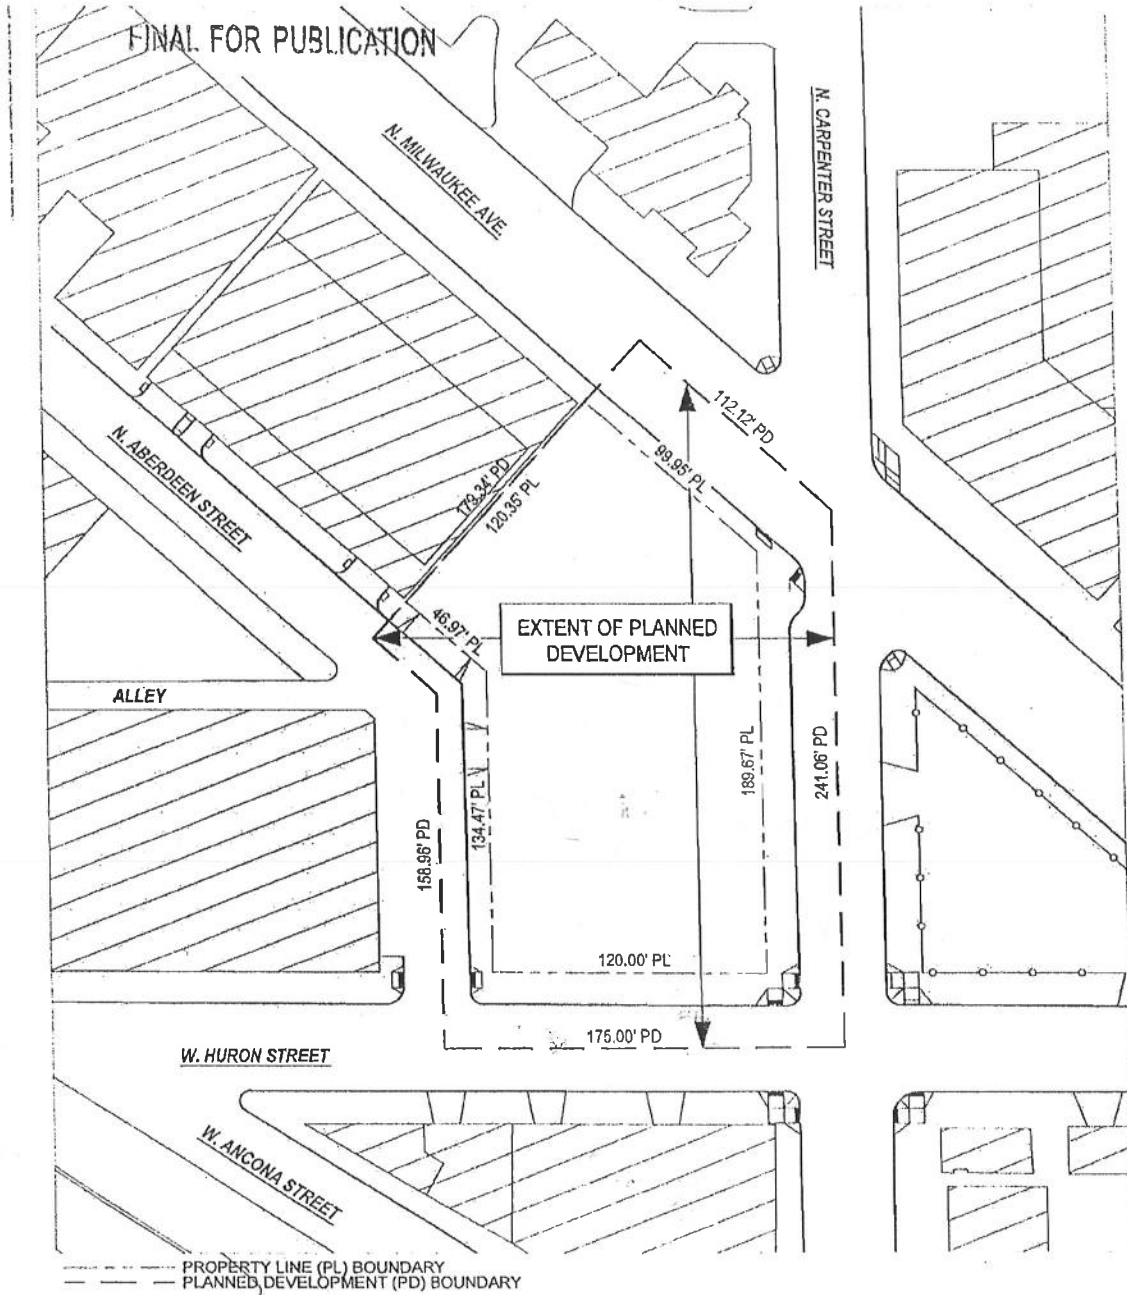 FINAL FOR PUBLICATION
N. MILWAUKEE AVE.
N. CARPENTER STREET
N. ABERDEEN STREET
112.12' PD
99.95' PL
179.34' PD
120.35' PL
46.97' PL
EXTENT OF PLANNED
DEVELOPMENT
ALLEY
189.67' PL
241.06' PD
134.47' PL
158.96' PD
120.00' PL
175.00' PD
W. HURON STREET
W. ANCONA STREET
PROPERTY LINE (PL) BOUNDARY
PLANNED DEVELOPMENT (PD) BOUNDARY